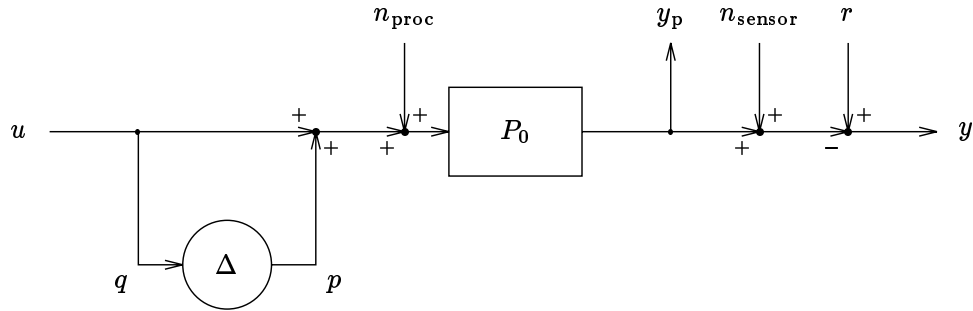 n_proc y_p n_sensor r
+ + + +
u P_0 y
+ + + −
Δ
q p